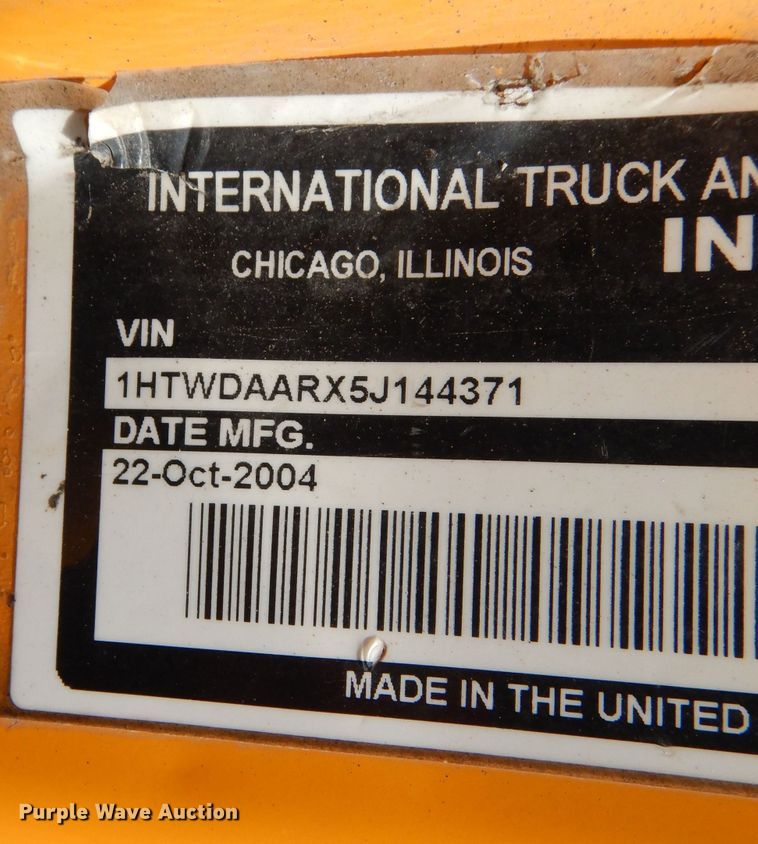 INTERNATIONAL TRUCK AN
CHICAGO, ILLINOIS
IN
VIN
1HTWDAARX5J144371
DATE MFG.
22-Oct-2004
MADE IN THE UNITED
Purple Wave Auction